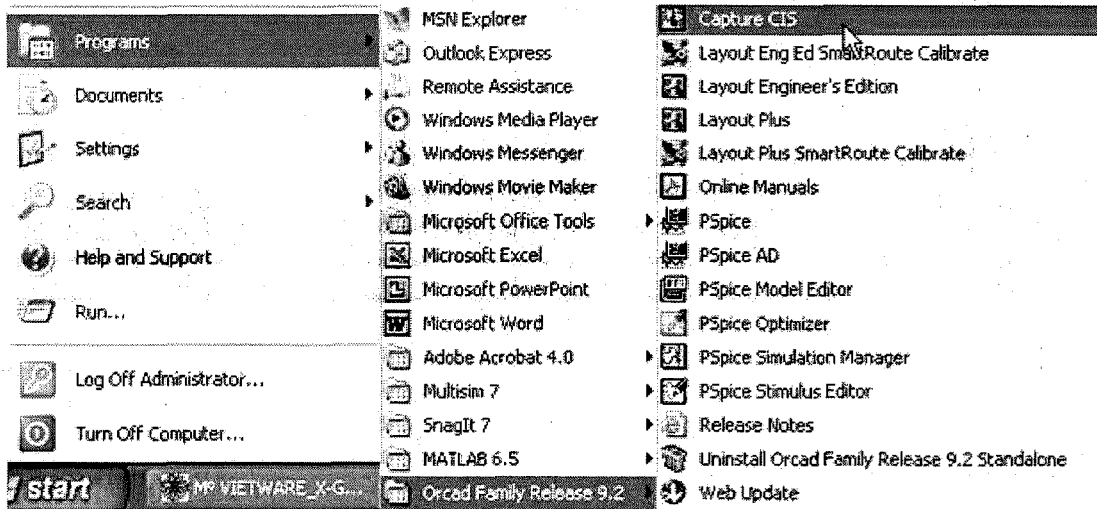 Programs
Documents
Settings
Search
Help and Support
Run...
Log Off Administrator...
Turn Off Computer...
start
VIETWARE_X-G...
MSN Explorer
Outlook Express
Remote Assistance
Windows Media Player
Windows Messenger
Windows Movie Maker
Microsoft Office Tools
Microsoft Excel
Microsoft PowerPoint
Microsoft Word
Adobe Acrobat 4.0
Multisim 7
SnagIt 7
MATLAB 6.5
Orcad Family Release 9.2
Capture CIS
Layout Eng Ed SmartRoute Calibrate
Layout Engineer's Edition
Layout Plus
Layout Plus SmartRoute Calibrate
Online Manuals
PSpice
PSpice AD
PSpice Model Editor
PSpice Optimizer
PSpice Simulation Manager
PSpice Stimulus Editor
Release Notes
Uninstall Orcad Family Release 9.2 Standalone
Web Update